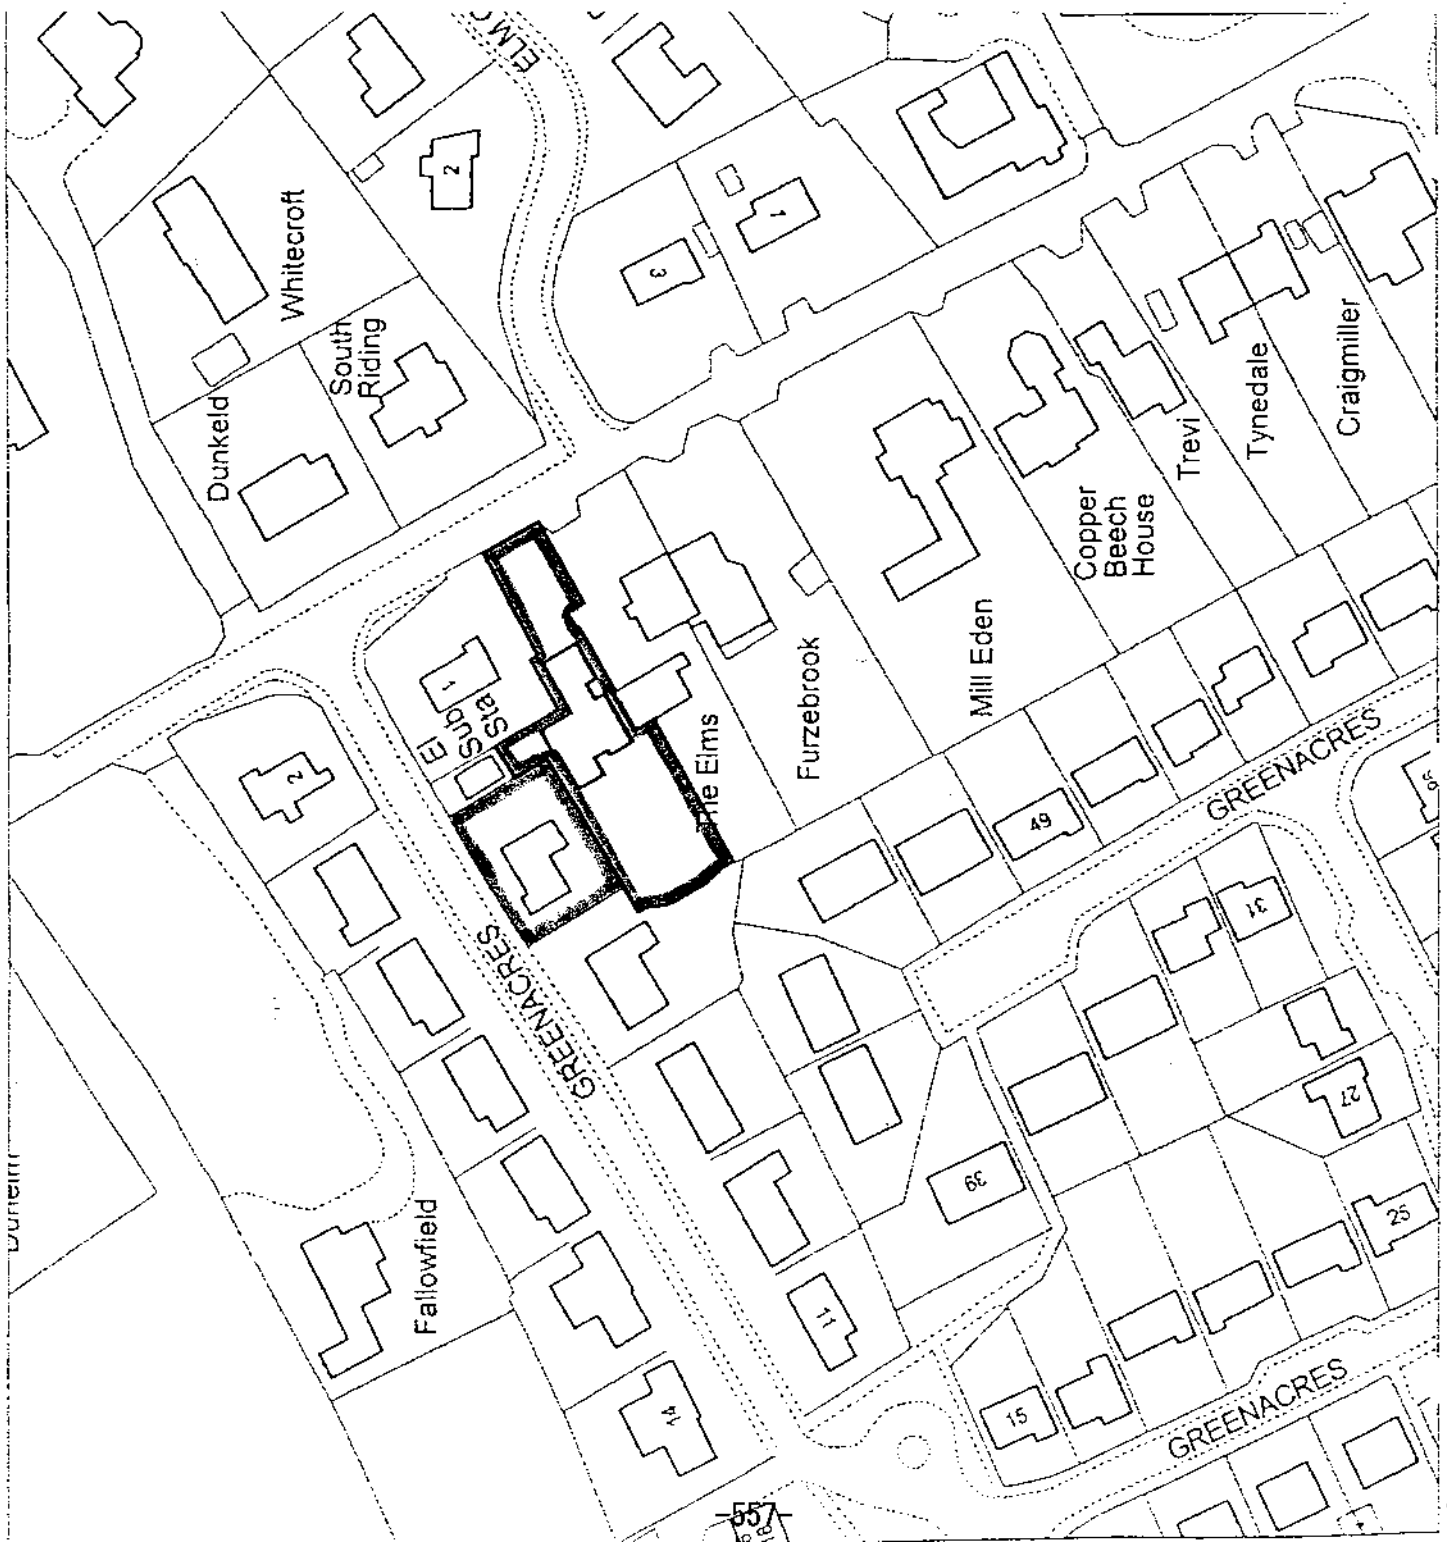 ELM
2
Whitecroft
South
Riding
Dunkeld
3
1
Craigmiller
Tynedale
Trevi
Copper
Beech
House
Mill Eden
Furzebrook
The Elms
El
Sub
Sta
1
2
GREENACRES
49
31
27
25
GREENACRES
39
11
15
GREENACRES
14
Fallowfield
-557-